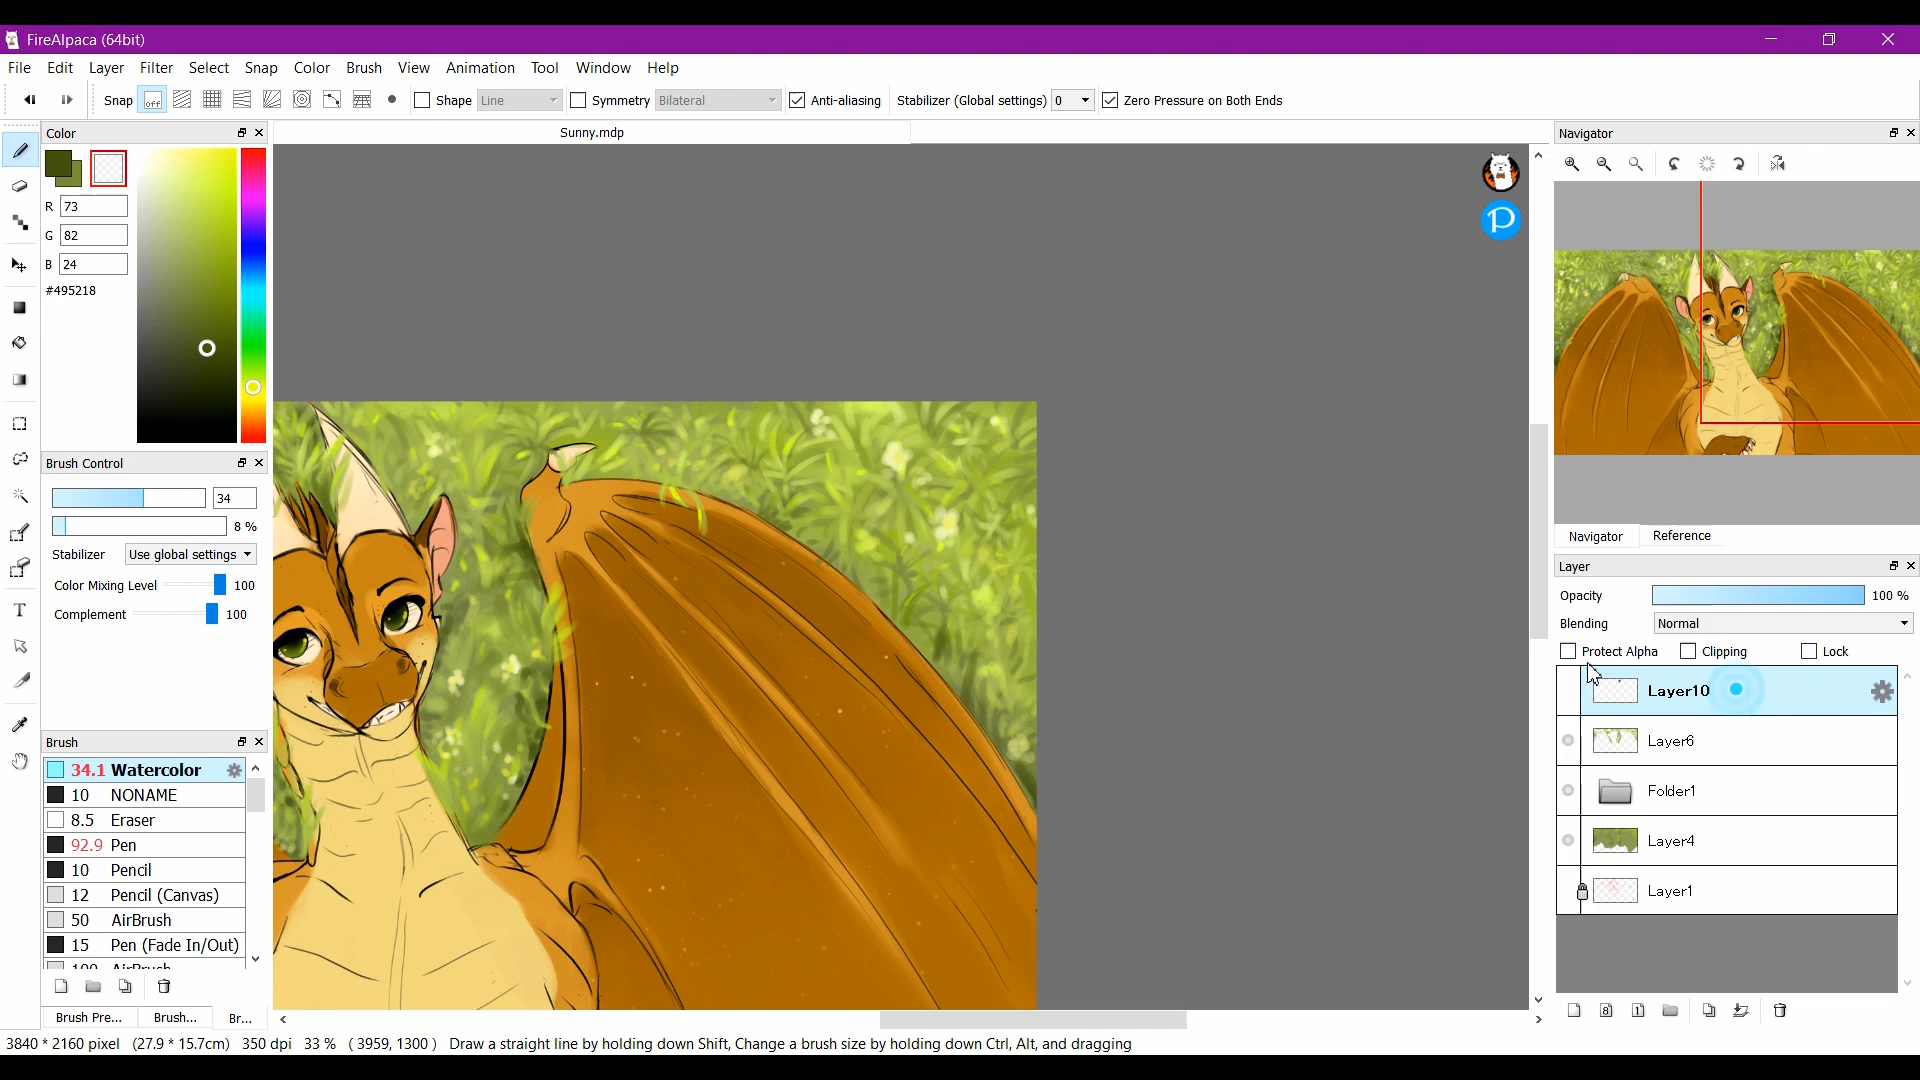 FireAlpaca (64bit)
File Edit Layer Filter Select Snap Color Brush View Animation Tool Window Help
Snap off Shape Line Symmetry Bilateral Anti-aliasing Stabilizer (Global settings) 0 Zero Pressure on Both Ends
Color
R 73
G 82
B 24
#495218
Brush Control
34
8 %
Stabilizer Use global settings
Color Mixing Level 100
Complement 100
Brush
34.1 Watercolor
10 NONAME
8.5 Eraser
92.9 Pen
10 Pencil
12 Pencil (Canvas)
50 AirBrush
15 Pen (Fade In/Out)
100 AirBrush
Brush Pre... Brush... Br...
Sunny.mdp
P
Navigator
Navigator Reference
Layer
Opacity 100 %
Blending Normal
Protect Alpha Clipping Lock
Layer10
Layer6
Folder1
Layer4
Layer1
8 1
T
3840 * 2160 pixel (27.9 * 15.7cm) 350 dpi 33 % ( 3959, 1300 ) Draw a straight line by holding down Shift, Change a brush size by holding down Ctrl, Alt, and dragging